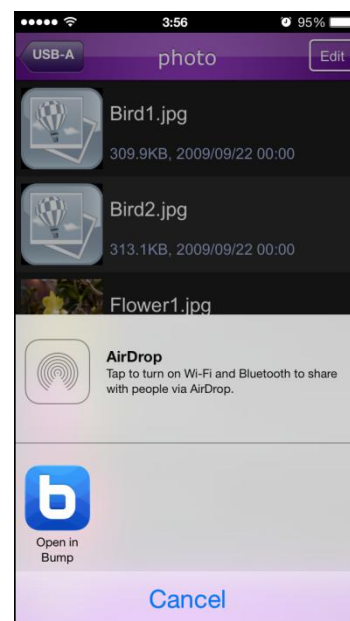 3:56
95%
USB-A
photo
Edit
Bird1.jpg
309.9KB, 2009/09/22 00:00
Bird2.jpg
313.1KB, 2009/09/22 00:00
Flower1.jpg
AirDrop
Tap to turn on Wi-Fi and Bluetooth to share
with people via AirDrop.
Open in
Bump
Cancel